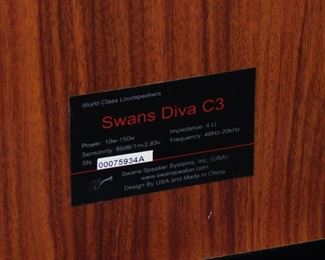 World-Class Loudspeakers
Swans Diva C3
Power: 10w-150w Impedance: 4Ω
Sensitivity: 89dB/1m/2.83v Frequency: 48Hz-20kHz
SN: 00075934A
Swans Speaker Systems, Inc. (USA)
www.swanspeaker.com
Design By USA and Made in China